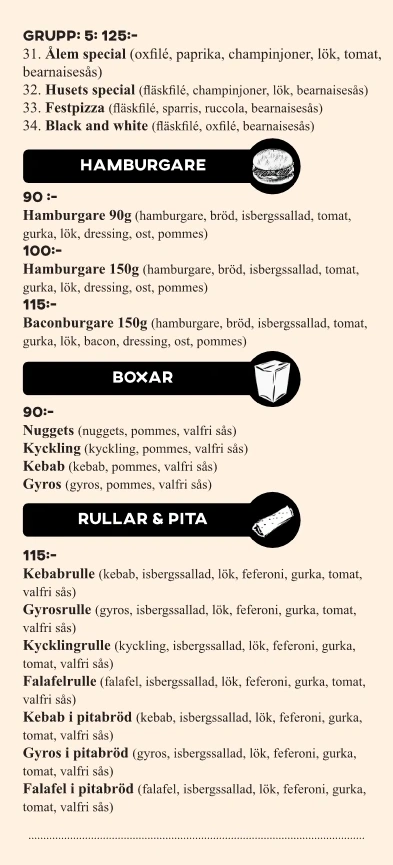 GRUPP: 5: 125:-
31. Ålem special (oxfilé, paprika, champinjoner, lök, tomat,
bearnaisesås)
32. Husets special (fläskfilé, champinjoner, lök, bearnaisesås)
33. Festpizza (fläskfilé, sparris, ruccola, bearnaisesås)
34. Black and white (fläskfilé, oxfilé, bearnaisesås)
HAMBURGARE
90 :-
Hamburgare 90g (hamburgare, bröd, isbergssallad, tomat,
gurka, lök, dressing, ost, pommes)
100:-
Hamburgare 150g (hamburgare, bröd, isbergssallad, tomat,
gurka, lök, dressing, ost, pommes)
115:-
Baconburgare 150g (hamburgare, bröd, isbergssallad, tomat,
gurka, lök, bacon, dressing, ost, pommes)
BOXAR
90:-
Nuggets (nuggets, pommes, valfri sås)
Kyckling (kyckling, pommes, valfri sås)
Kebab (kebab, pommes, valfri sås)
Gyros (gyros, pommes, valfri sås)
RULLAR & PITA
115:-
Kebabrulle (kebab, isbergssallad, lök, feferoni, gurka, tomat,
valfri sås)
Gyrosrulle (gyros, isbergssallad, lök, feferoni, gurka, tomat,
valfri sås)
Kycklingrulle (kyckling, isbergssallad, lök, feferoni, gurka,
tomat, valfri sås)
Falafelrulle (falafel, isbergssallad, lök, feferoni, gurka, tomat,
valfri sås)
Kebab i pitabröd (kebab, isbergssallad, lök, feferoni, gurka,
tomat, valfri sås)
Gyros i pitabröd (gyros, isbergssallad, lök, feferoni, gurka,
tomat, valfri sås)
Falafel i pitabröd (falafel, isbergssallad, lök, feferoni, gurka,
tomat, valfri sås)